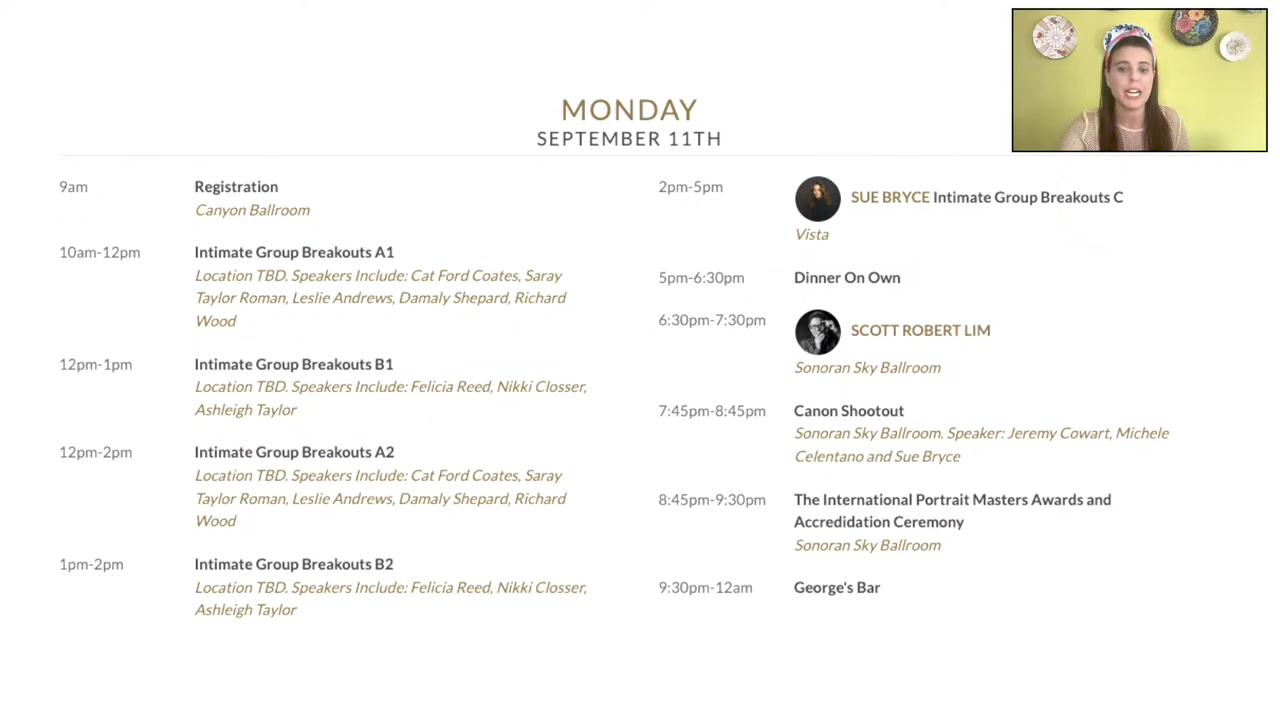 MONDAY
SEPTEMBER 11TH
9am
Registration
Canyon Ballroom
10am-12pm
Intimate Group Breakouts A1
Location TBD. Speakers Include: Cat Ford Coates, Saray
Taylor Roman, Leslie Andrews, Damaly Shepard, Richard
Wood
12pm-1pm
Intimate Group Breakouts B1
Location TBD. Speakers Include: Felicia Reed, Nikki Closser,
Ashleigh Taylor
12pm-2pm
Intimate Group Breakouts A2
Location TBD. Speakers Include: Cat Ford Coates, Saray
Taylor Roman, Leslie Andrews, Damaly Shepard, Richard
Wood
1pm-2pm
Intimate Group Breakouts B2
Location TBD. Speakers Include: Felicia Reed, Nikki Closser,
Ashleigh Taylor
2pm-5pm
SUE BRYCE Intimate Group Breakouts C
Vista
5pm-6:30pm
Dinner On Own
6:30pm-7:30pm
SCOTT ROBERT LIM
Sonoran Sky Ballroom
7:45pm-8:45pm
Canon Shootout
Sonoran Sky Ballroom. Speaker: Jeremy Cowart, Michele
Celentano and Sue Bryce
8:45pm-9:30pm
The International Portrait Masters Awards and
Accredidation Ceremony
Sonoran Sky Ballroom
9:30pm-12am
George's Bar